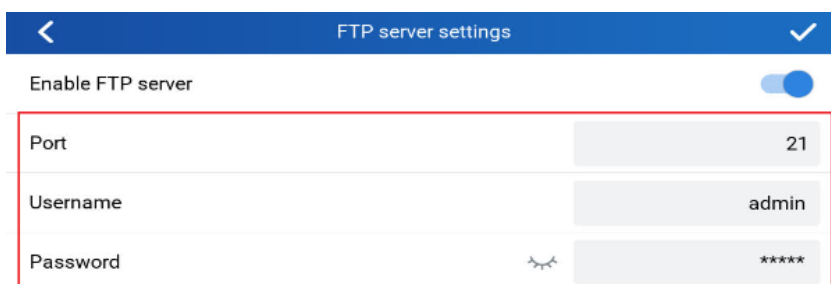 FTP server settings
Enable FTP server
Port 21
Username admin
Password *****